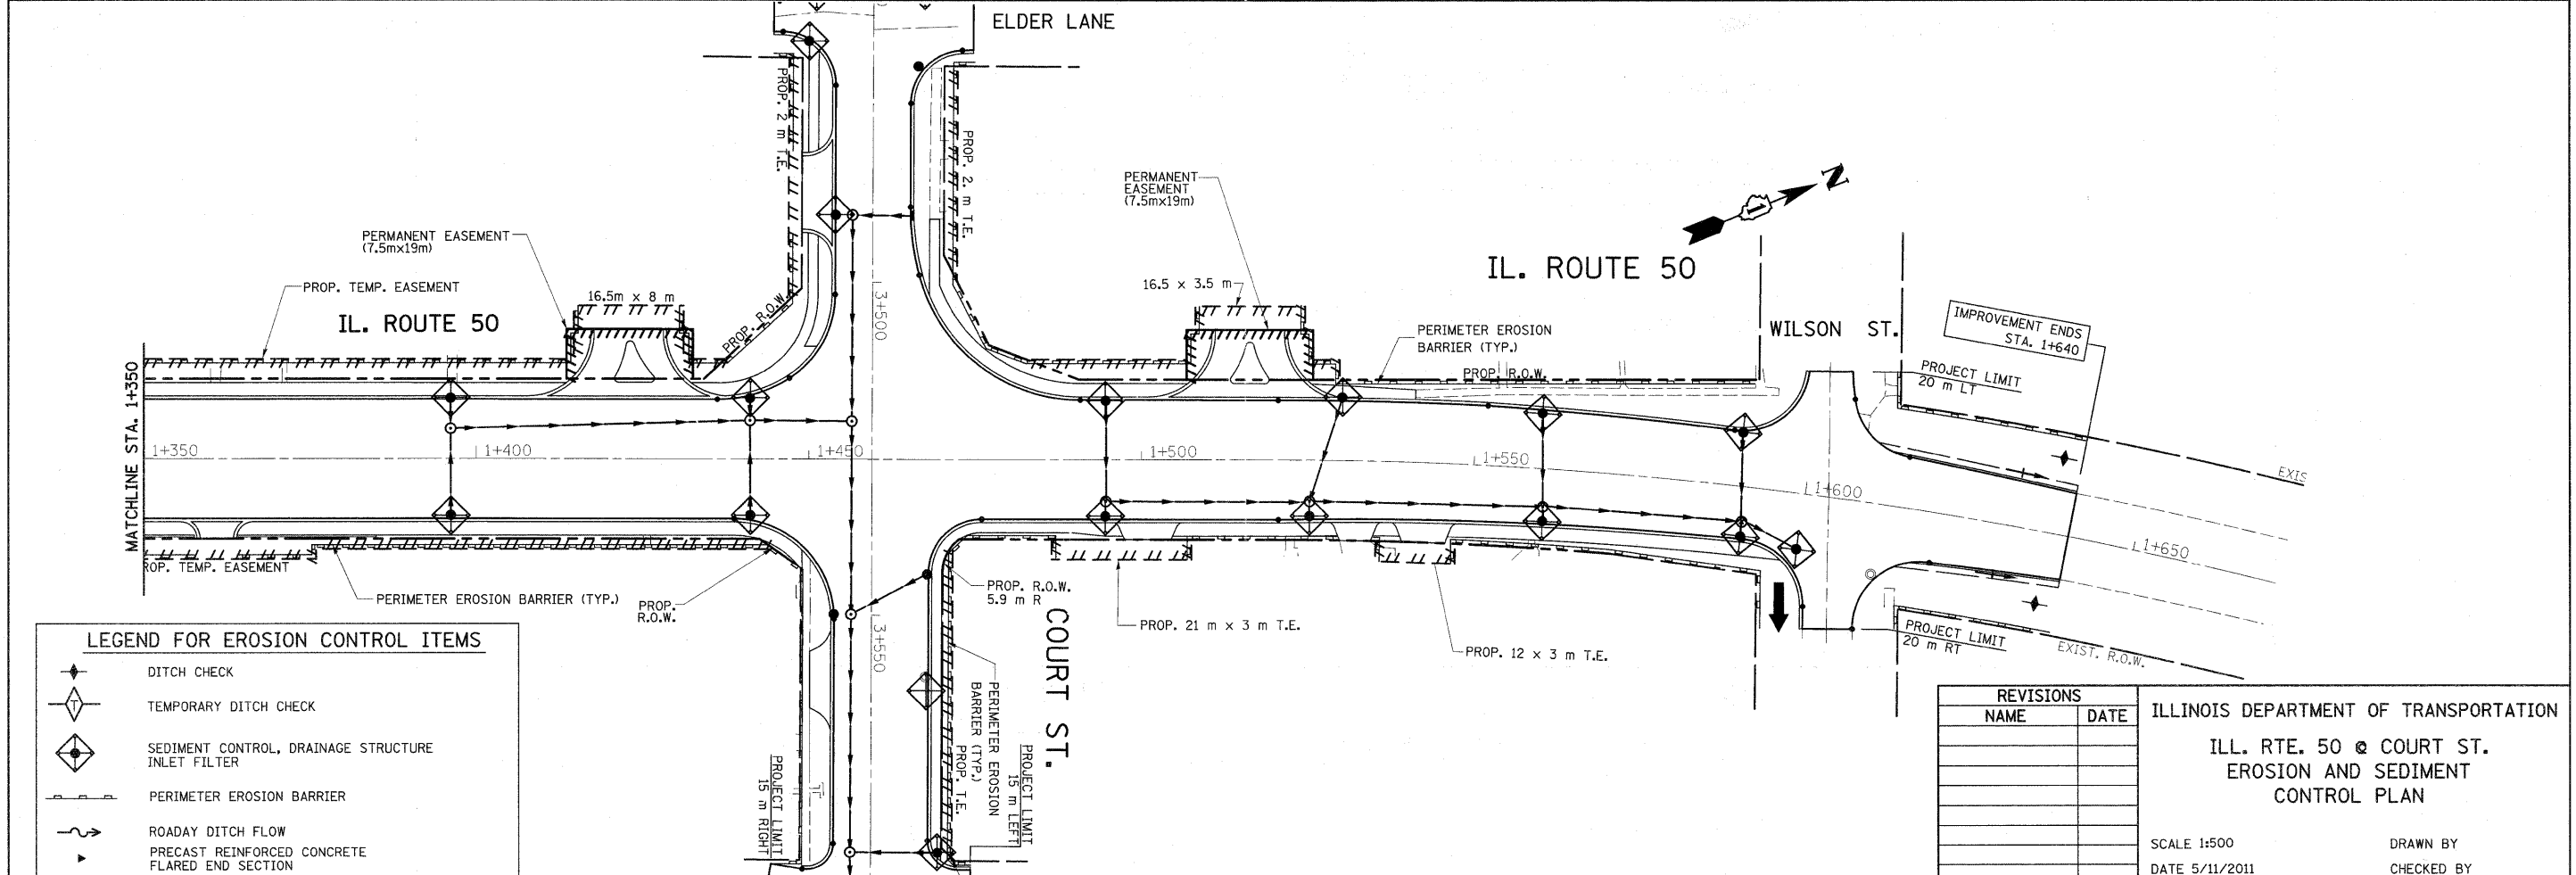 ELDER LANE
PROP. 2 m T.E.
PROP. 2. m T.E.
PERMANENT
EASEMENT
(7.5mx19m)
N
1
PERMANENT EASEMENT
(7.5mx19m)
PROP. TEMP. EASEMENT
16.5m x 8 m
IL. ROUTE 50
PROP. R.O.W.
3+500
16.5 x 3.5 m
IL. ROUTE 50
PERIMETER EROSION
BARRIER (TYP.)
PROP. R.O.W.
WILSON ST.
IMPROVEMENT ENDS
STA. 1+640
PROJECT LIMIT
20 m LT
MATCHLINE STA. 1+350
1+350
1+400
1+450
1+500
1+550
1+600
1+650
EXIS
ROP. TEMP. EASEMENT
PERIMETER EROSION BARRIER (TYP.)
PROP.
R.O.W.
3+550
PROP. R.O.W.
5.9 m R
COURT ST.
PROP. 21 m x 3 m T.E.
PROP. 12 x 3 m T.E.
PROJECT LIMIT
20 m RT
EXIST. R.O.W.
PERIMETER EROSION
BARRIER (TYP.)
PROP. T.E.
PROJECT LIMIT
15 m LEFT
PROJECT LIMIT
15 m RIGHT
LEGEND FOR EROSION CONTROL ITEMS
DITCH CHECK
T
TEMPORARY DITCH CHECK
SEDIMENT CONTROL, DRAINAGE STRUCTURE
INLET FILTER
PERIMETER EROSION BARRIER
ROADAY DITCH FLOW
PRECAST REINFORCED CONCRETE
FLARED END SECTION
REVISIONS
NAME DATE
ILLINOIS DEPARTMENT OF TRANSPORTATION
ILL. RTE. 50 @ COURT ST.
EROSION AND SEDIMENT
CONTROL PLAN
SCALE 1:500 DRAWN BY
DATE 5/11/2011 CHECKED BY